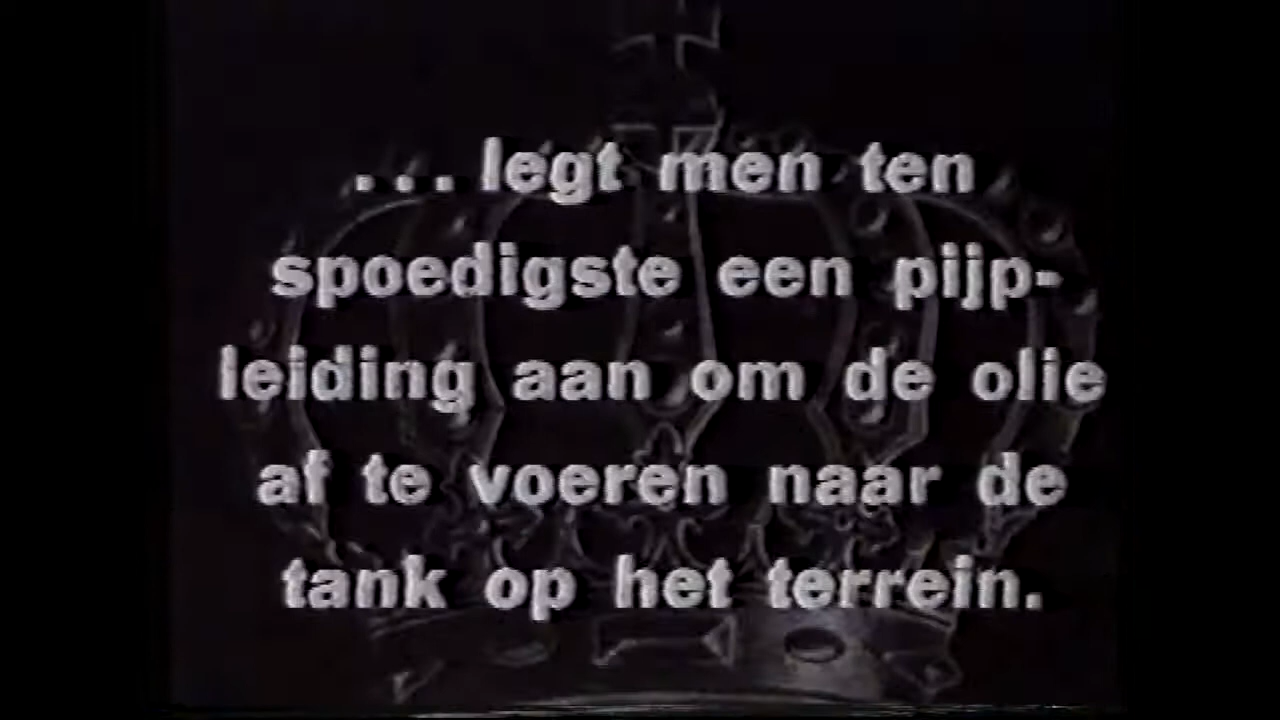 ...legt men ten
spoedigste een pijp-
leiding aan om de olie
af te voeren naar de
tank op het terrein.